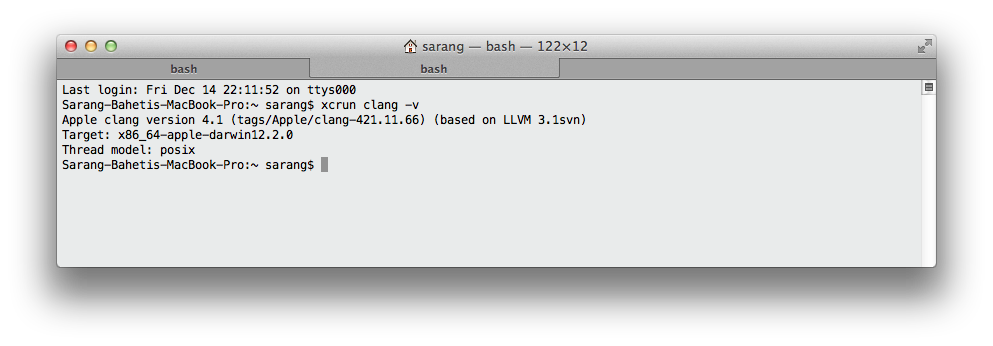 sarang — bash — 122×12
bash
bash
Last login: Fri Dec 14 22:11:52 on ttys000
Sarang-Bahetis-MacBook-Pro:~ sarang$ xcrun clang -v
Apple clang version 4.1 (tags/Apple/clang-421.11.66) (based on LLVM 3.1svn)
Target: x86_64-apple-darwin12.2.0
Thread model: posix
Sarang-Bahetis-MacBook-Pro:~ sarang$